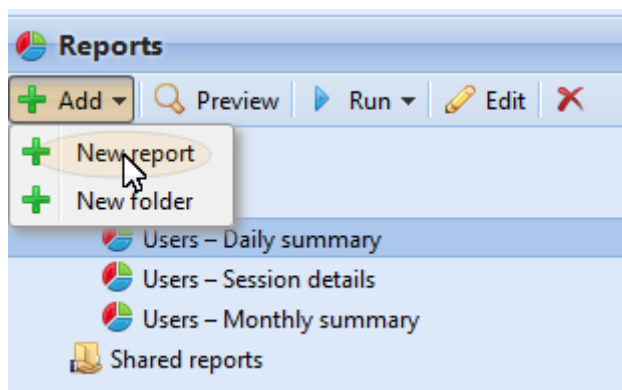 Reports
Add Preview Run Edit
New report
New folder
Users – Daily summary
Users – Session details
Users – Monthly summary
Shared reports